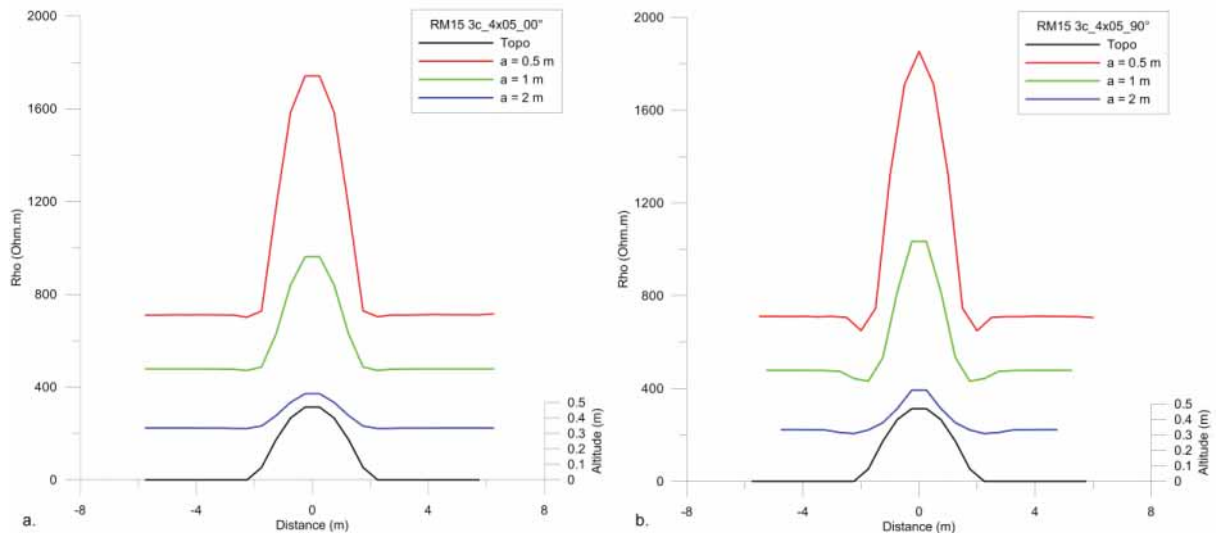 2000
1600
1200
800
400
0
Rho (Ohm.m)
RM15 3c_4x05_00°
Topo
a = 0.5 m
a = 1 m
a = 2 m
0.5
0.4
0.3
0.2
0.1
0
Altitude (m)
-8 -4 0 4 8
Distance (m)
a.
2000
1600
1200
800
400
0
Rho (Ohm.m)
RM15 3c_4x05_90°
Topo
a = 0.5 m
a = 1 m
a = 2 m
0.5
0.4
0.3
0.2
0.1
0
Altitude (m)
-8 -4 0 4 8
Distance (m)
b.